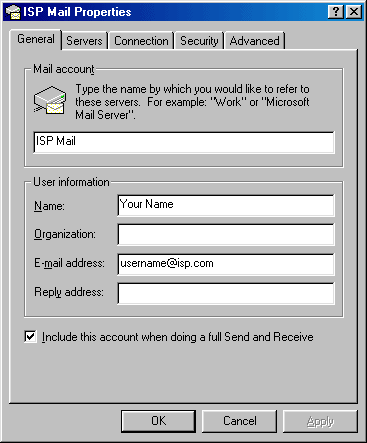 ISP Mail Properties
General Servers Connection Security Advanced
Mail account
Type the name by which you would like to refer to
these servers. For example: "Work" or "Microsoft
Mail Server".
ISP Mail
User information
Name: Your Name
Organization:
E-mail address: username@isp.com
Reply address:
Include this account when doing a full Send and Receive
OK Cancel Apply